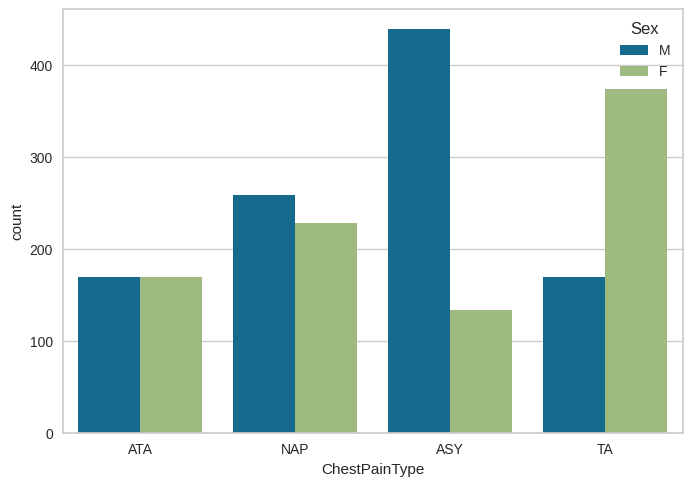 Sex
M
F
count
400
300
200
100
0
ATA NAP ASY TA
ChestPainType